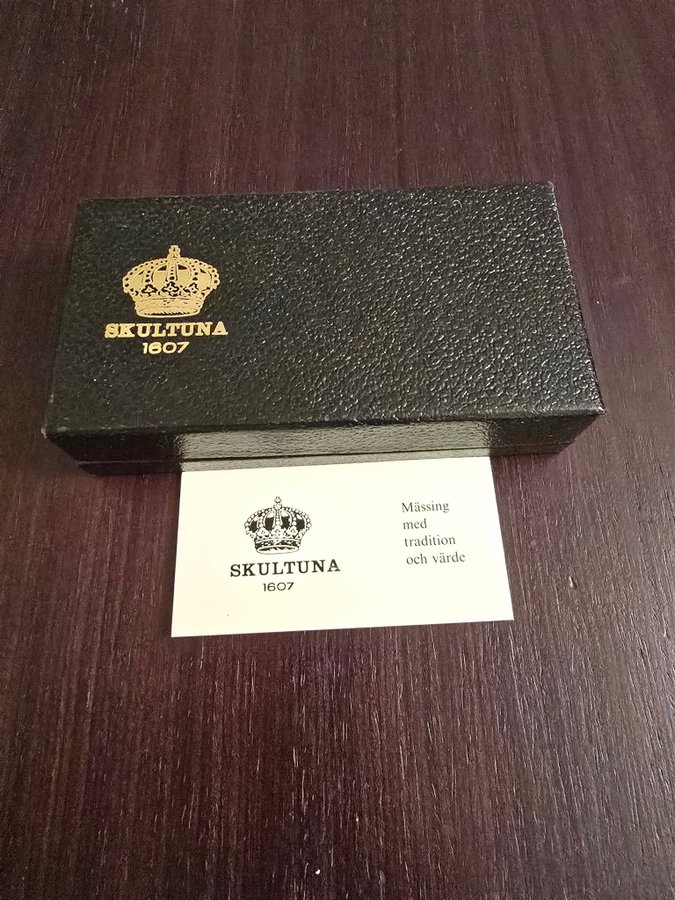 SKULTUNA
1607
SKULTUNA
1607
Mässing
med
tradition
och värde